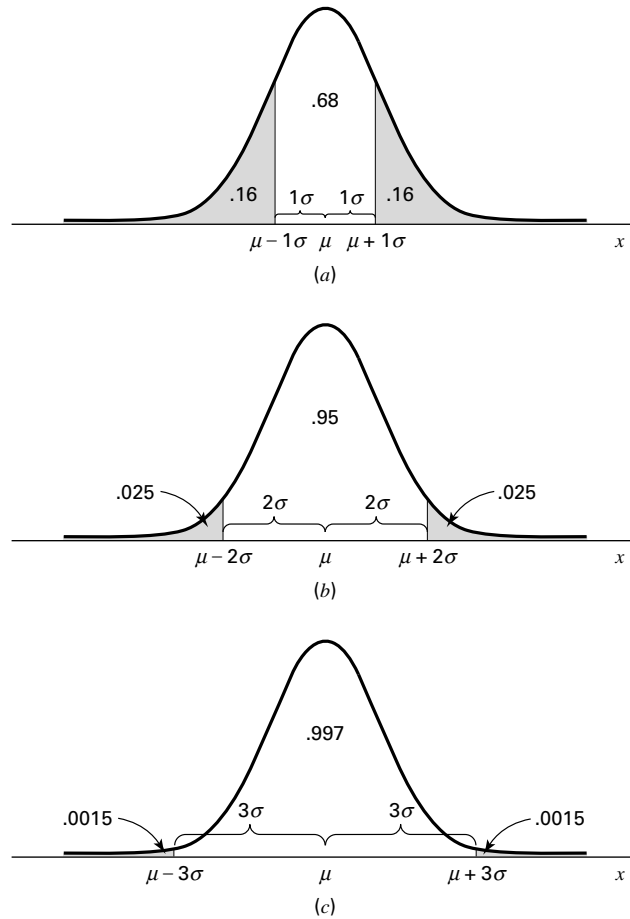 .68
.16 1σ 1σ .16
μ − 1σ μ μ + 1σ x
(a)
.95
.025 2σ 2σ .025
μ − 2σ μ μ + 2σ x
(b)
.997
.0015 3σ 3σ .0015
μ − 3σ μ μ + 3σ x
(c)